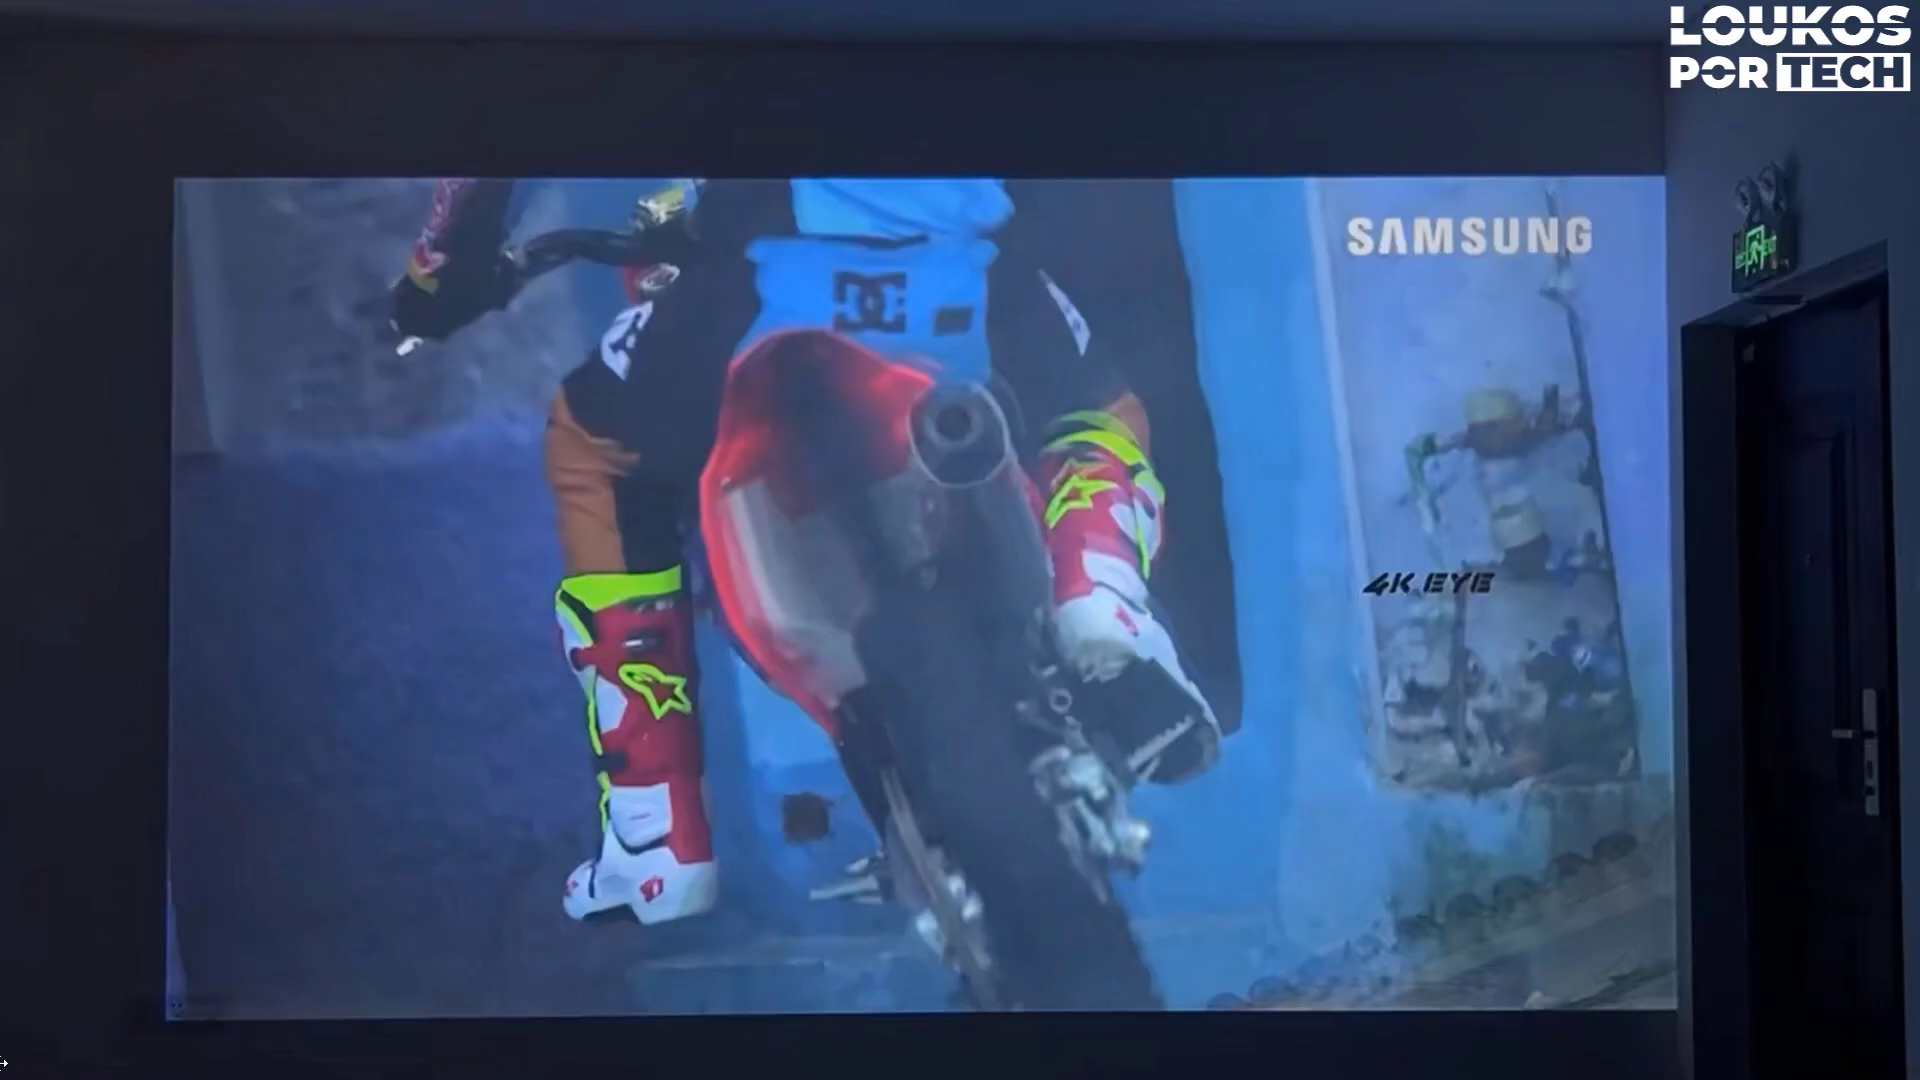 LOUKOS
POR TECH
SAMSUNG
DC
4K EYE